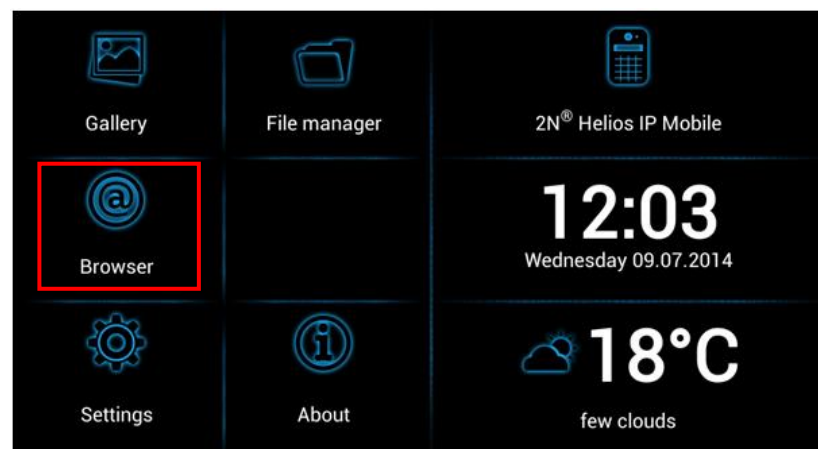 Gallery
File manager
2N® Helios IP Mobile
@
Browser
12:03
Wednesday 09.07.2014
Settings
About
18°C
few clouds